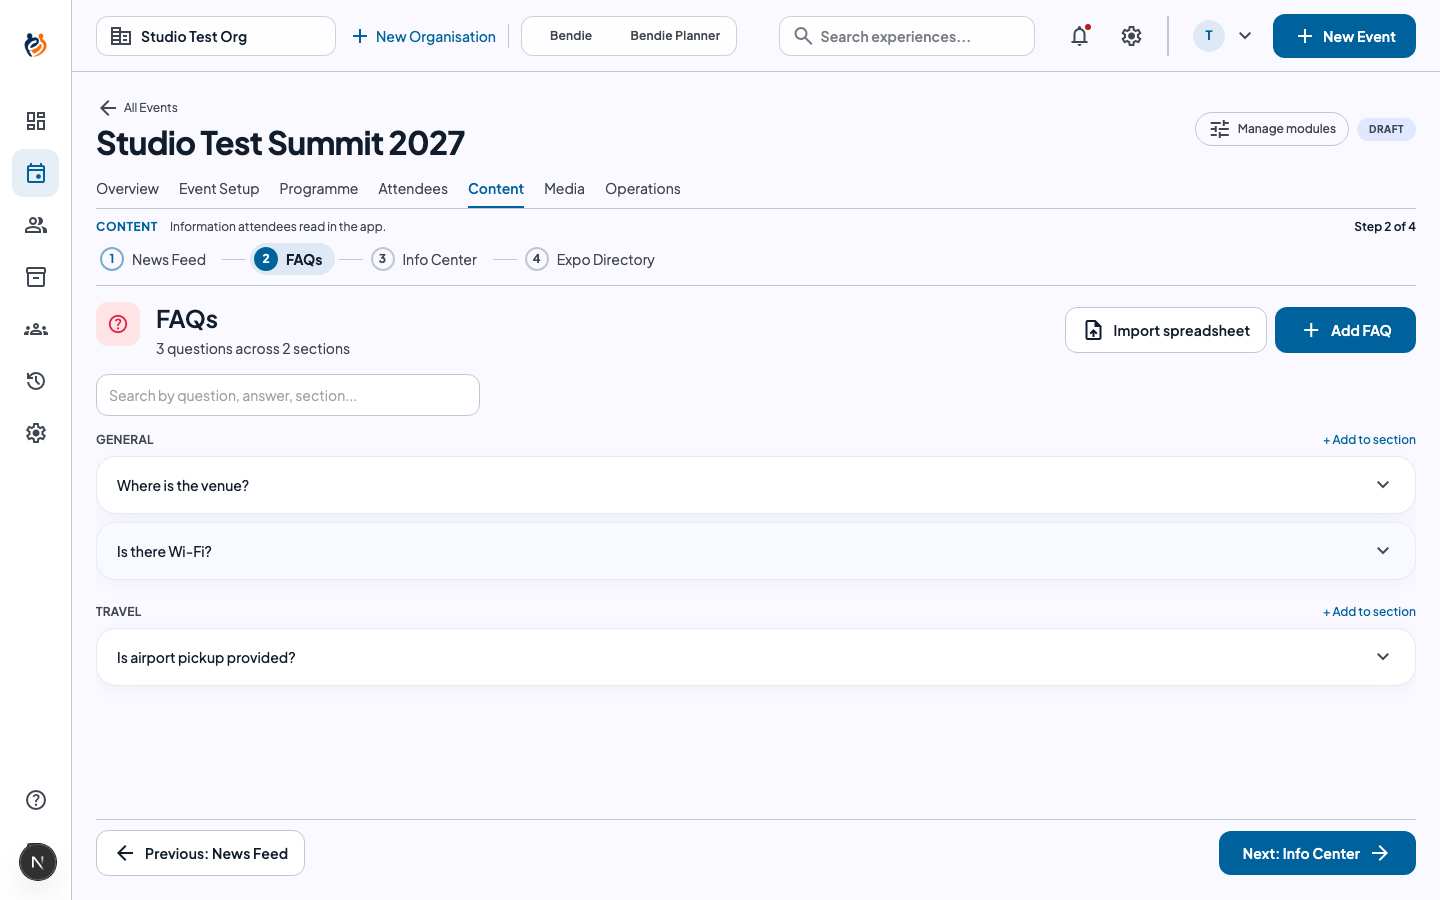 Studio Test Org
New Organisation
Bendie
Bendie Planner
Search experiences...
T
New Event
All Events
Studio Test Summit 2027
Manage modules
DRAFT
Overview
Event Setup
Programme
Attendees
Content
Media
Operations
CONTENT
Information attendees read in the app.
Step 2 of 4
1 News Feed
2 FAQs
3 Info Center
4 Expo Directory
FAQs
3 questions across 2 sections
Import spreadsheet
Add FAQ
Search by question, answer, section...
GENERAL
+ Add to section
Where is the venue?
Is there Wi-Fi?
TRAVEL
+ Add to section
Is airport pickup provided?
N
Previous: News Feed
Next: Info Center